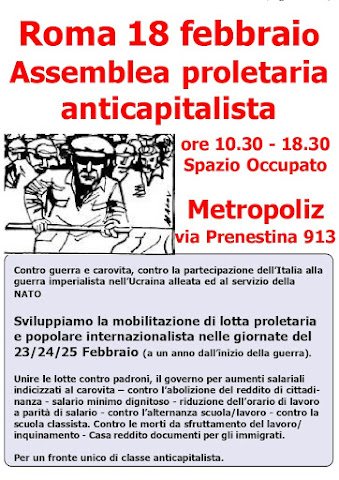 Roma 18 febbraio
Assemblea proletaria
anticapitalista
ore 10.30 - 18.30
Spazio Occupato
Metropoliz
via Prenestina 913
Contro guerra e carovita, contro la partecipazione dell'Italia alla
guerra imperialista nell'Ucraina alleata ed al servizio della
NATO
Sviluppiamo la mobilitazione di lotta proletaria
e popolare internazionalista nelle giornate del
23/24/25 Febbraio (a un anno dall'inizio della guerra).
Unire le lotte contro padroni, il governo per aumenti salariali
indicizzati al carovita – contro l'abolizione del reddito di cittadi-
nanza - salario minimo dignitoso - riduzione dell'orario di lavoro
a parità di salario - contro l'alternanza scuola/lavoro - contro la
scuola classista. Contro le morti da sfruttamento del lavoro/
inquinamento - Casa reddito documenti per gli immigrati.
Per un fronte unico di classe anticapitalista.